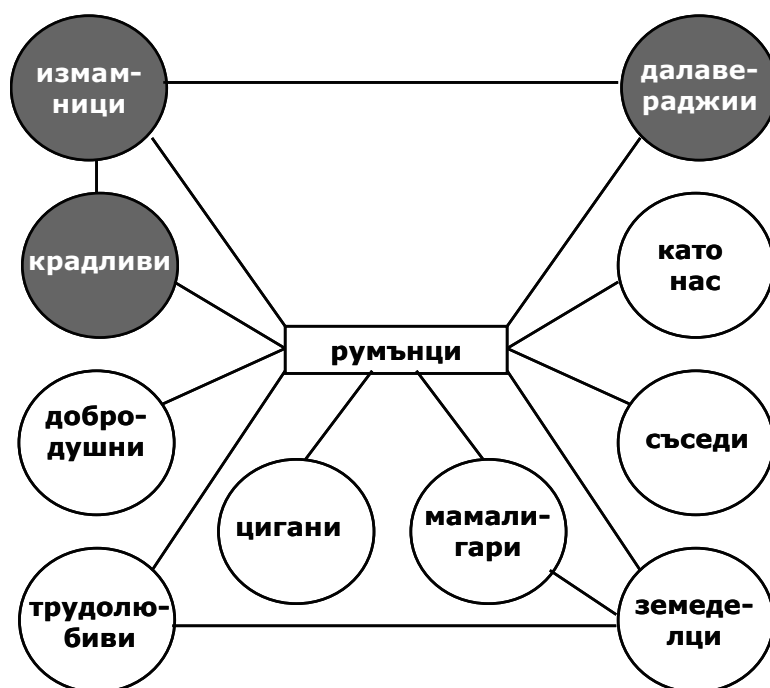 измам-
ници
далаве-
раджии
крадливи
като
нас
румънци
добро-
душни
съседи
цигани
мамали-
гари
трудолю-
биви
земеде-
лци